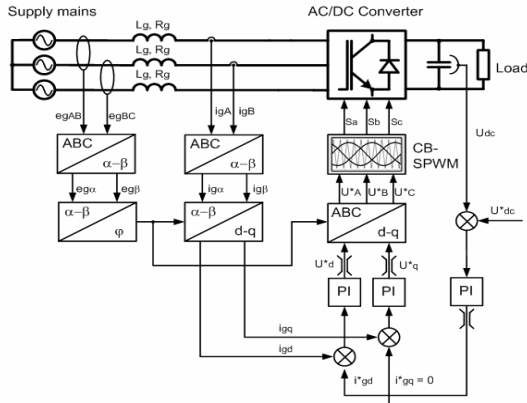 Supply mains
AC/DC Converter
Lg, Rg
Lg, Rg
Lg, Rg
Load
egAB
egBC
igA
igB
Sa
Sb
Sc
Udc
ABC
α–β
ABC
α–β
CB-
SPWM
egα
egβ
igα
igβ
U*A
U*B
U*C
α–β
φ
α–β
d-q
ABC
d-q
U*dc
U*d
U*q
PI
PI
PI
igq
igd
i*gd
i*gq = 0